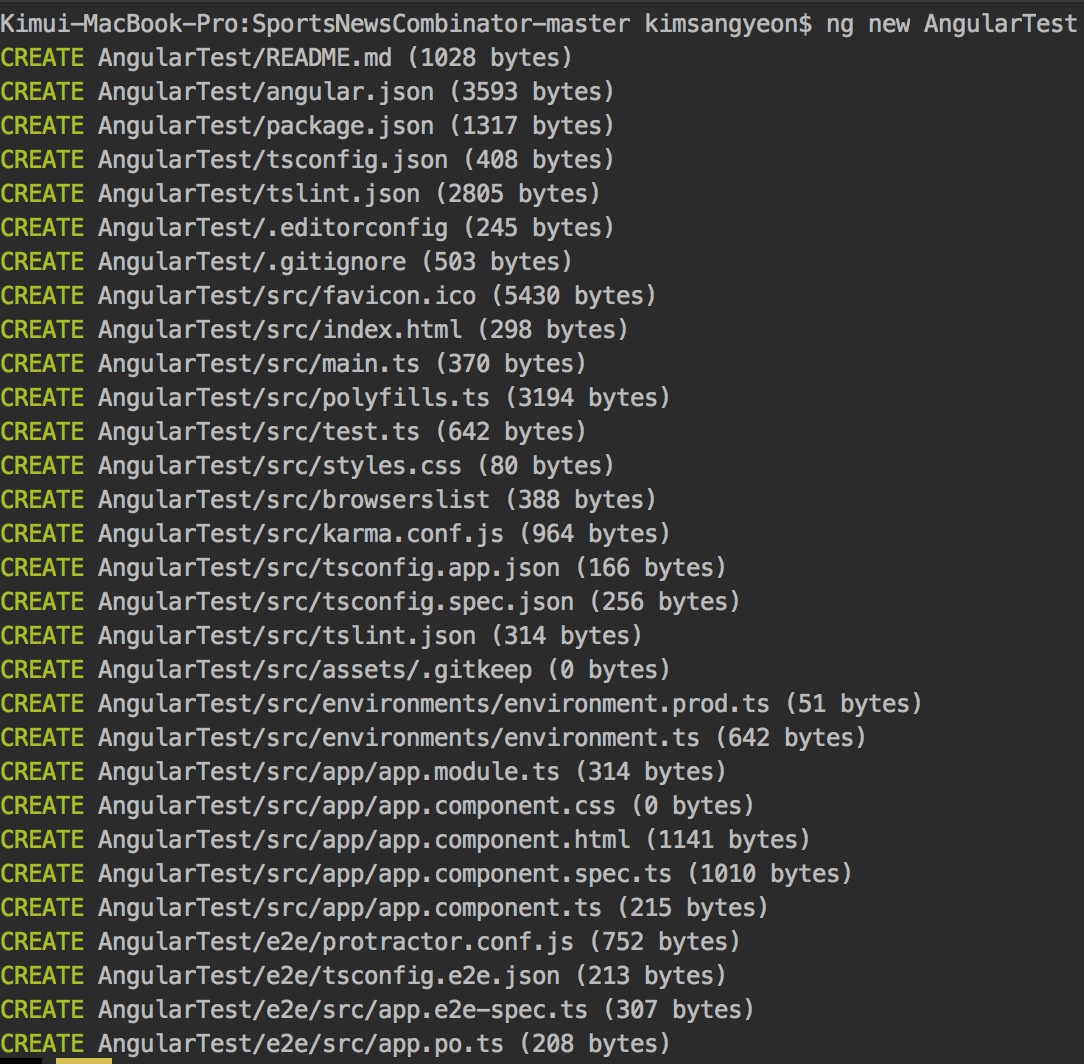 Kimui-MacBook-Pro:SportsNewsCombinator-master kimsangyeon$ ng new AngularTest
CREATE AngularTest/README.md (1028 bytes)
CREATE AngularTest/angular.json (3593 bytes)
CREATE AngularTest/package.json (1317 bytes)
CREATE AngularTest/tsconfig.json (408 bytes)
CREATE AngularTest/tslint.json (2805 bytes)
CREATE AngularTest/.editorconfig (245 bytes)
CREATE AngularTest/.gitignore (503 bytes)
CREATE AngularTest/src/favicon.ico (5430 bytes)
CREATE AngularTest/src/index.html (298 bytes)
CREATE AngularTest/src/main.ts (370 bytes)
CREATE AngularTest/src/polyfills.ts (3194 bytes)
CREATE AngularTest/src/test.ts (642 bytes)
CREATE AngularTest/src/styles.css (80 bytes)
CREATE AngularTest/src/browserslist (388 bytes)
CREATE AngularTest/src/karma.conf.js (964 bytes)
CREATE AngularTest/src/tsconfig.app.json (166 bytes)
CREATE AngularTest/src/tsconfig.spec.json (256 bytes)
CREATE AngularTest/src/tslint.json (314 bytes)
CREATE AngularTest/src/assets/.gitkeep (0 bytes)
CREATE AngularTest/src/environments/environment.prod.ts (51 bytes)
CREATE AngularTest/src/environments/environment.ts (642 bytes)
CREATE AngularTest/src/app/app.module.ts (314 bytes)
CREATE AngularTest/src/app/app.component.css (0 bytes)
CREATE AngularTest/src/app/app.component.html (1141 bytes)
CREATE AngularTest/src/app/app.component.spec.ts (1010 bytes)
CREATE AngularTest/src/app/app.component.ts (215 bytes)
CREATE AngularTest/e2e/protractor.conf.js (752 bytes)
CREATE AngularTest/e2e/tsconfig.e2e.json (213 bytes)
CREATE AngularTest/e2e/src/app.e2e-spec.ts (307 bytes)
CREATE AngularTest/e2e/src/app.po.ts (208 bytes)